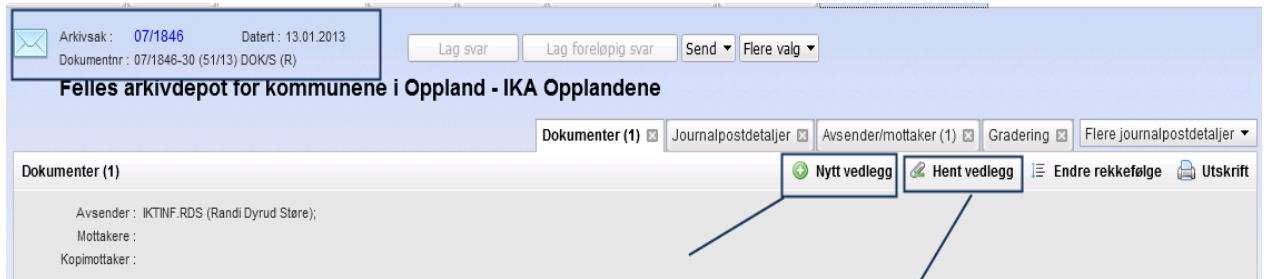 Arkivsak : 07/1846 Datert : 13.01.2013
Dokumentnr : 07/1846-30 (51/13) DOK/S (R)
Lag svar Lag foreløpig svar Send Flere valg
Felles arkivdepot for kommunene i Oppland - IKA Opplandene
Dokumenter (1) Journalpostdetaljer Avsender/mottaker (1) Gradering Flere journalpostdetaljer
Dokumenter (1) Nytt vedlegg Hent vedlegg Endre rekkefølge Utskrift
Avsender : IKTINF.RDS (Randi Dyrud Støre);
Mottakere :
Kopimottaker :